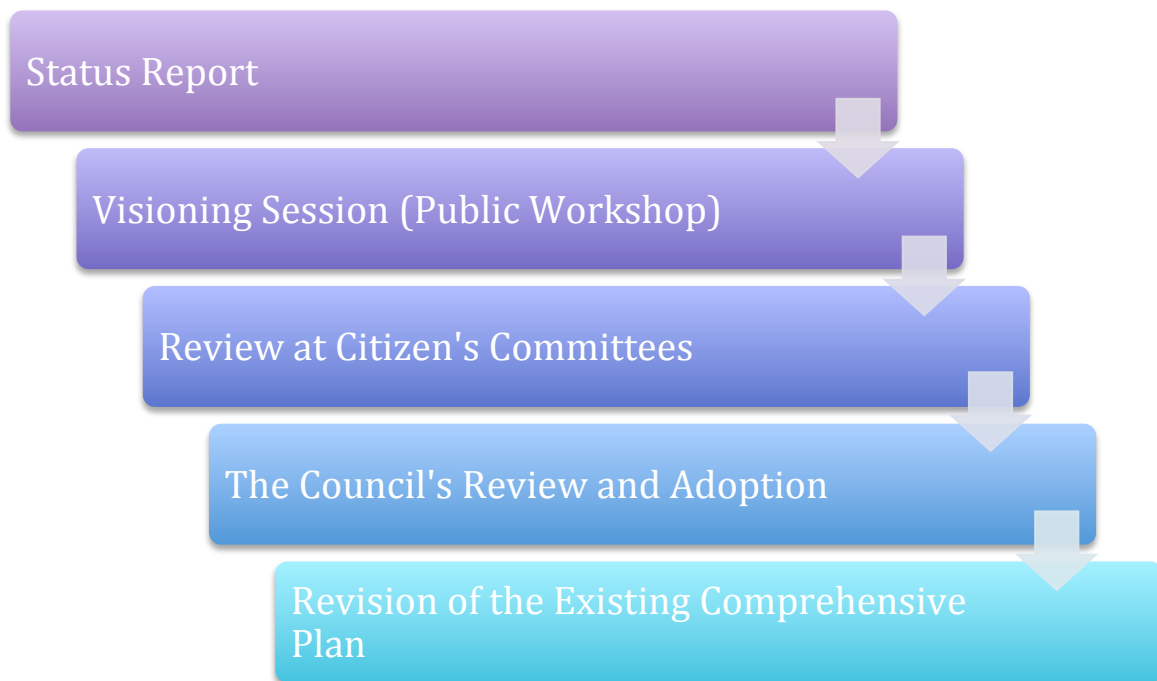 Status Report
Visioning Session (Public Workshop)
Review at Citizen's Committees
The Council's Review and Adoption
Revision of the Existing Comprehensive
Plan